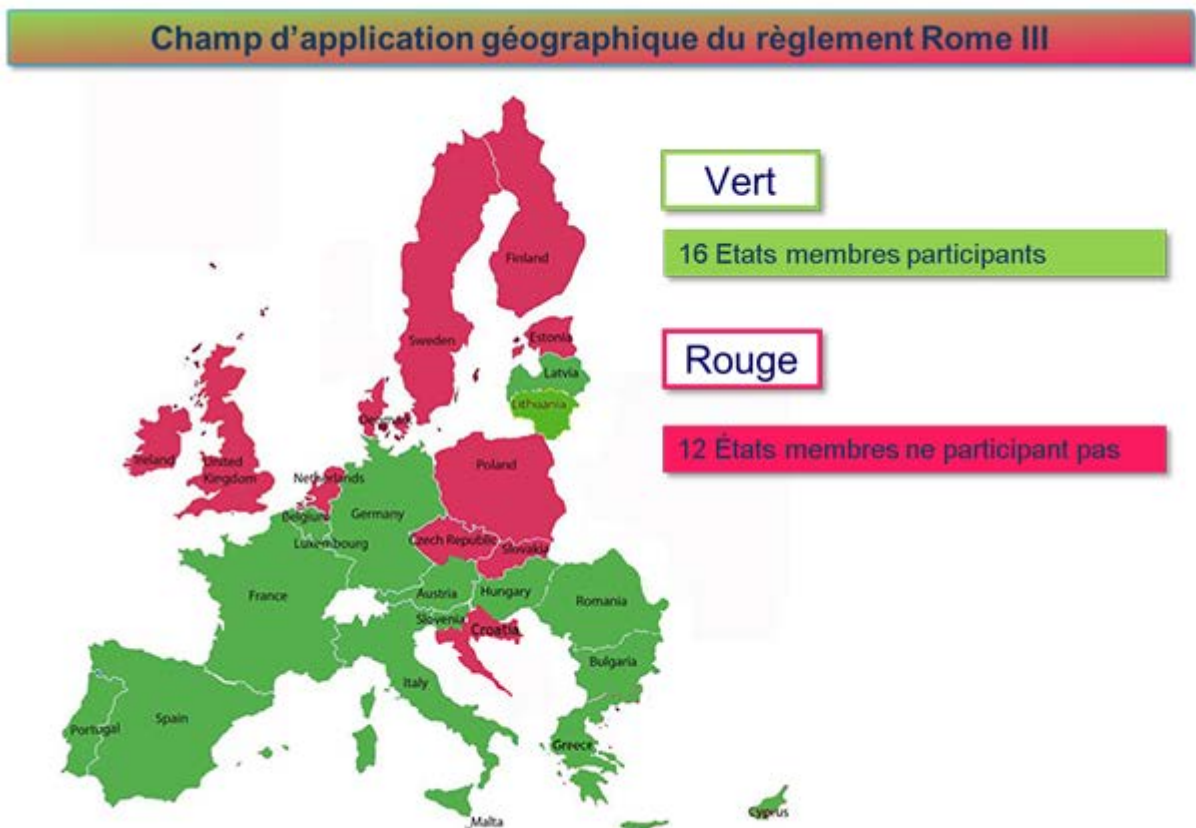 Champ d'application géographique du règlement Rome III
Vert
16 Etats membres participants
Finland
Sweden
Estonia
Rouge
Latvia
Lithuania
Denmark
12 États membres ne participant pas
Ireland
United
Kingdom
Poland
Netherlands
Belgium
Germany
Luxembourg
Czech Republic
Slovakia
France
Austria
Hungary
Romania
Slovenia
Croatia
Bulgaria
Italy
Portugal
Spain
Greece
Malta
Cyprus